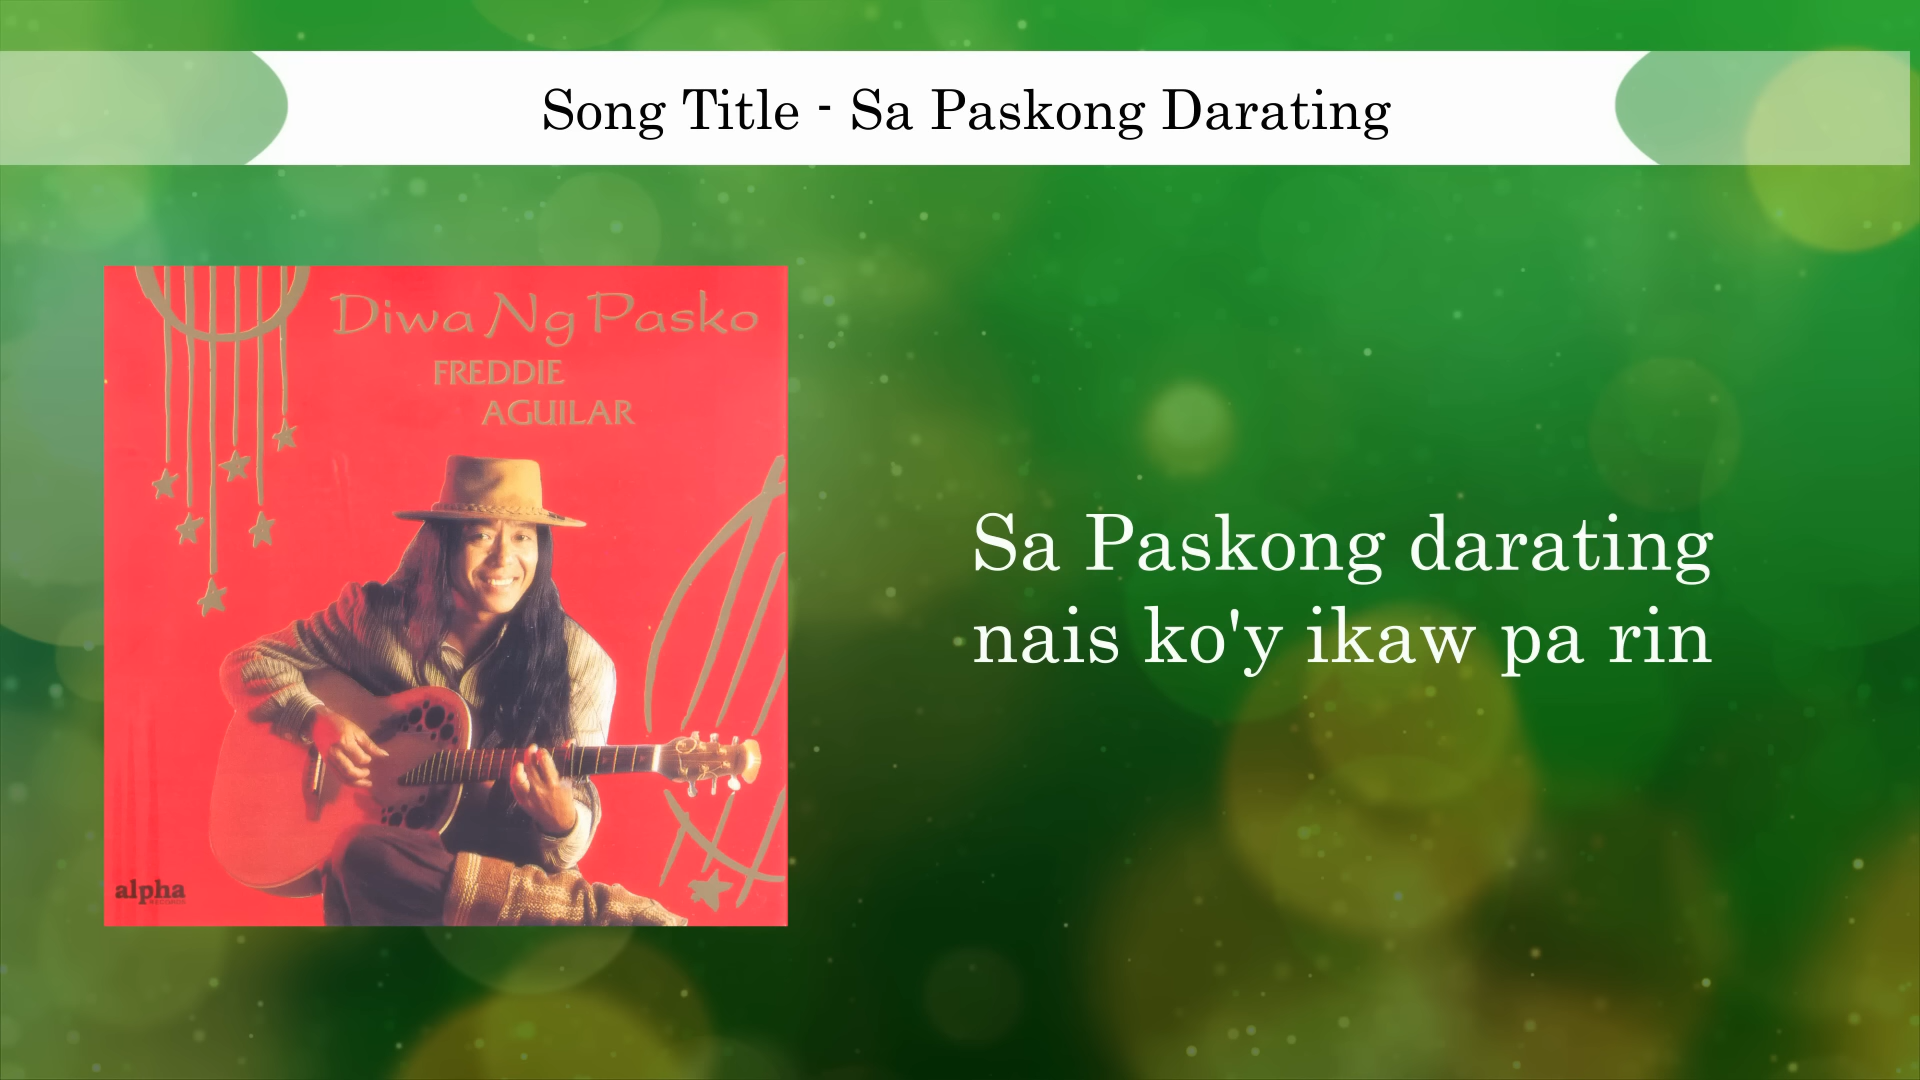 Song Title - Sa Paskong Darating
Diwa Ng Pasko
FREDDIE
AGUILAR
Sa Paskong darating
nais ko'y ikaw pa rin
alpha
RECORDS